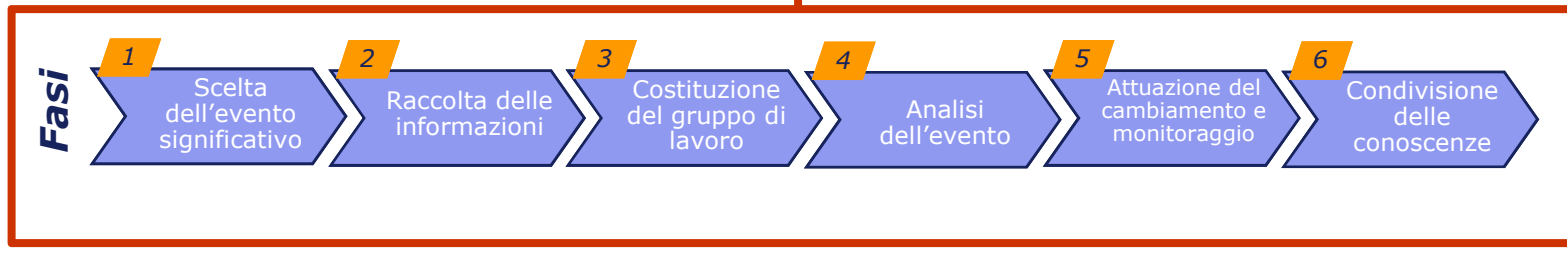 Fasi
1
Scelta
dell’evento
significativo
2
Raccolta delle
informazioni
3
Costituzione
del gruppo di
lavoro
4
Analisi
dell’evento
5
Attuazione del
cambiamento e
monitoraggio
6
Condivisione
delle
conoscenze